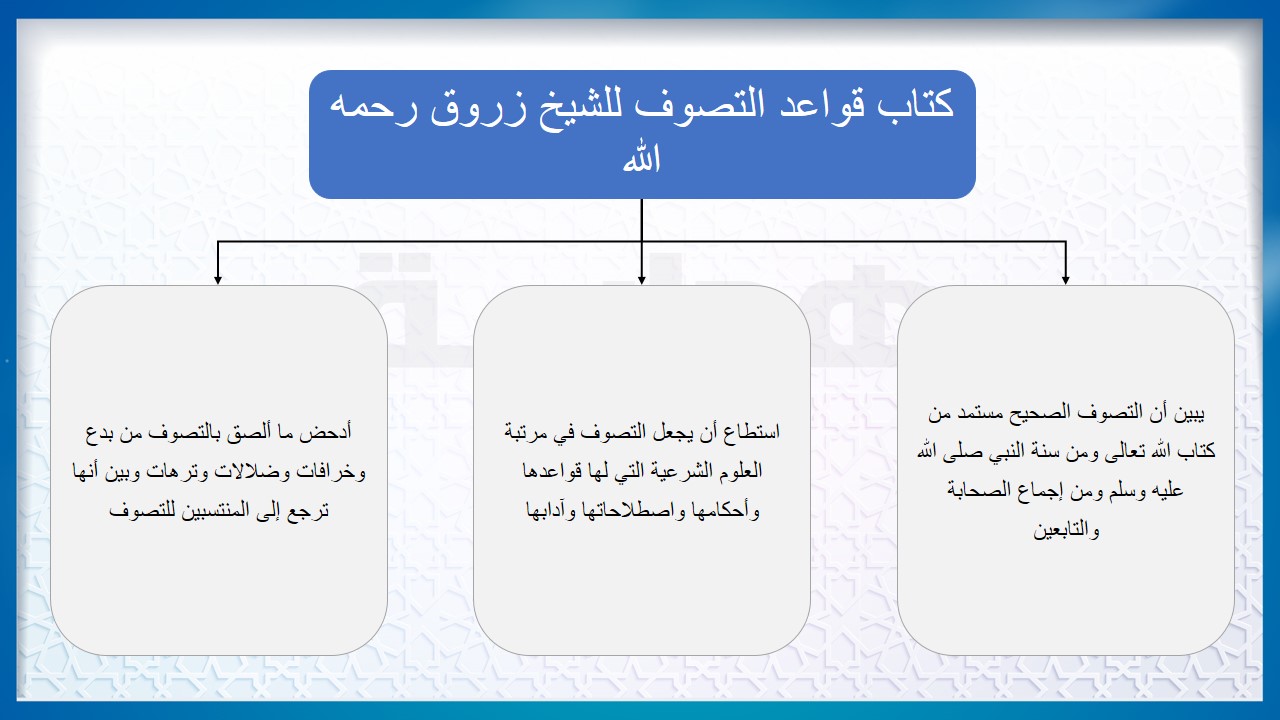 كتاب قواعد التصوف للشيخ زروق رحمه
الله
يبين أن التصوف الصحيح مستمد من
كتاب الله تعالى ومن سنة النبي صلى الله
عليه وسلم ومن إجماع الصحابة
والتابعين
استطاع أن يجعل التصوف في مرتبة
العلوم الشرعية التي لها قواعدها
وأحكامها واصطلاحاتها وآدابها
أدحض ما ألصق بالتصوف من بدع
وخرافات وضلالات وترهات وبين أنها
ترجع إلى المنتسبين للتصوف